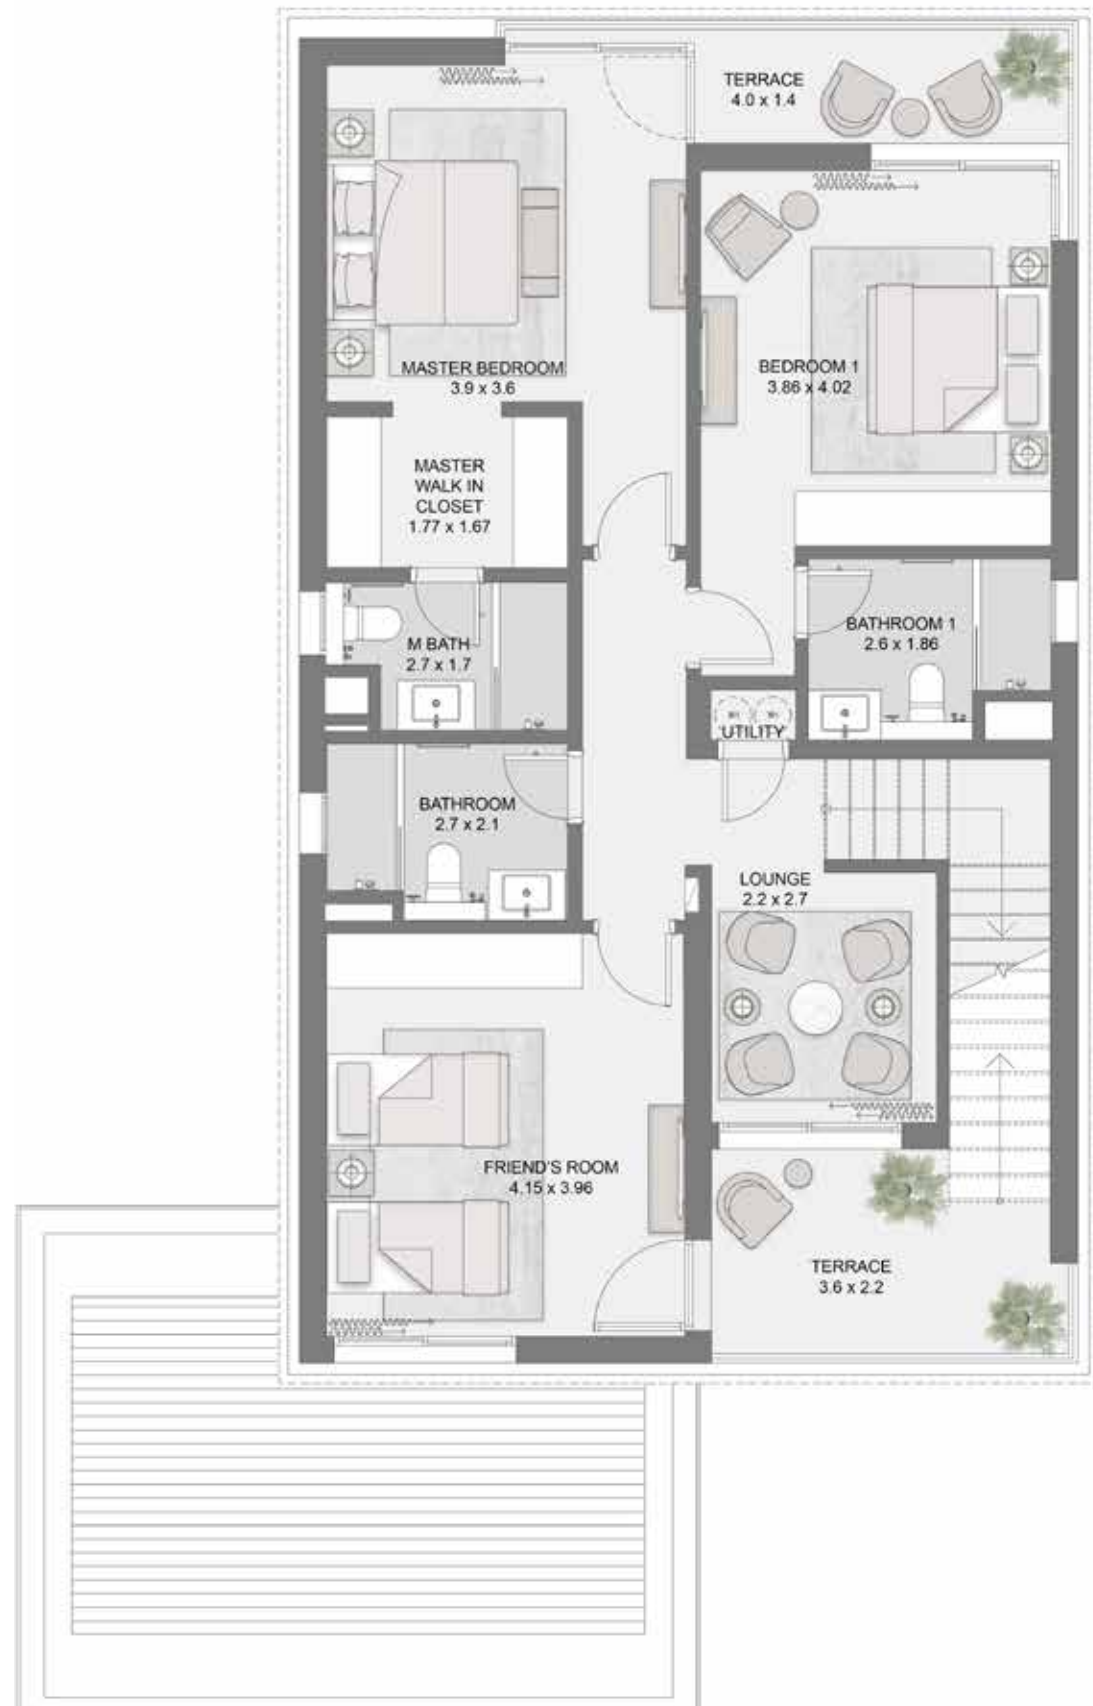 TERRACE
4.0 x 1.4
MASTER BEDROOM
3.9 x 3.6
BEDROOM 1
3.86 x 4.02
MASTER
WALK IN
CLOSET
1.77 x 1.67
M BATH
2.7 x 1.7
BATHROOM 1
2.6 x 1.86
UTILITY
BATHROOM
2.7 x 2.1
LOUNGE
2.2 x 2.7
FRIEND'S ROOM
4.15 x 3.96
TERRACE
3.6 x 2.2